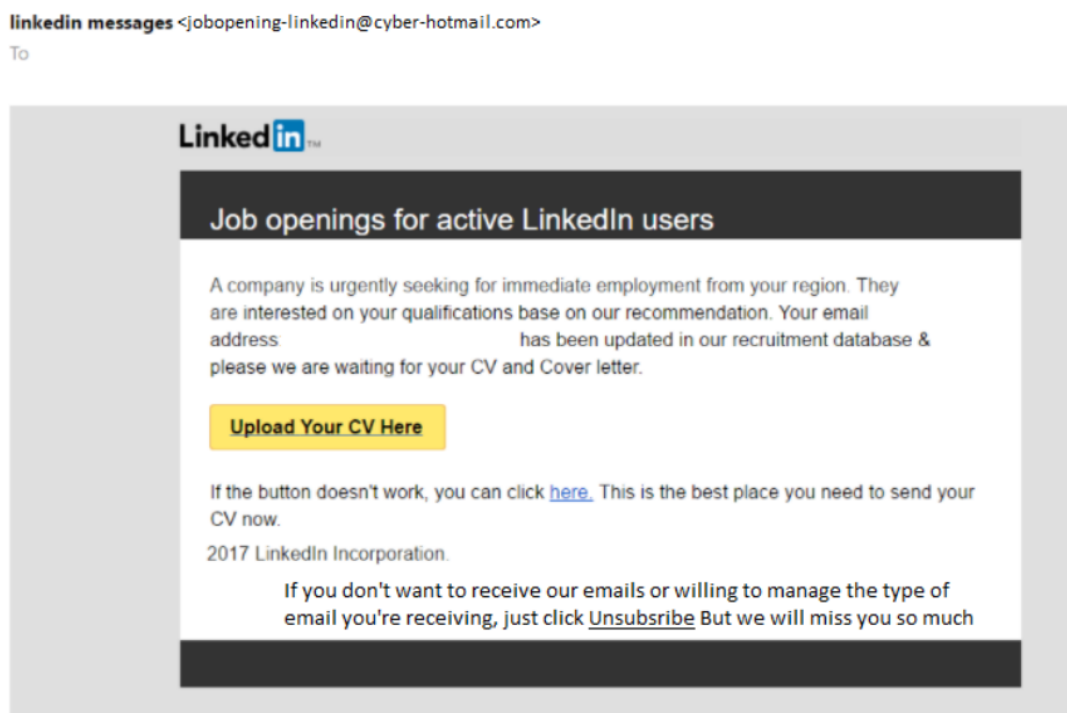 linkedin messages <jobopening-linkedin@cyber-hotmail.com>
To
Linked in TM
Job openings for active LinkedIn users
A company is urgently seeking for immediate employment from your region. They
are interested on your qualifications base on our recommendation. Your email
address: has been updated in our recruitment database &
please we are waiting for your CV and Cover letter.
Upload Your CV Here
If the button doesn't work, you can click here. This is the best place you need to send your
CV now.
2017 LinkedIn Incorporation.
If you don't want to receive our emails or willing to manage the type of
email you're receiving, just click Unsubsribe But we will miss you so much